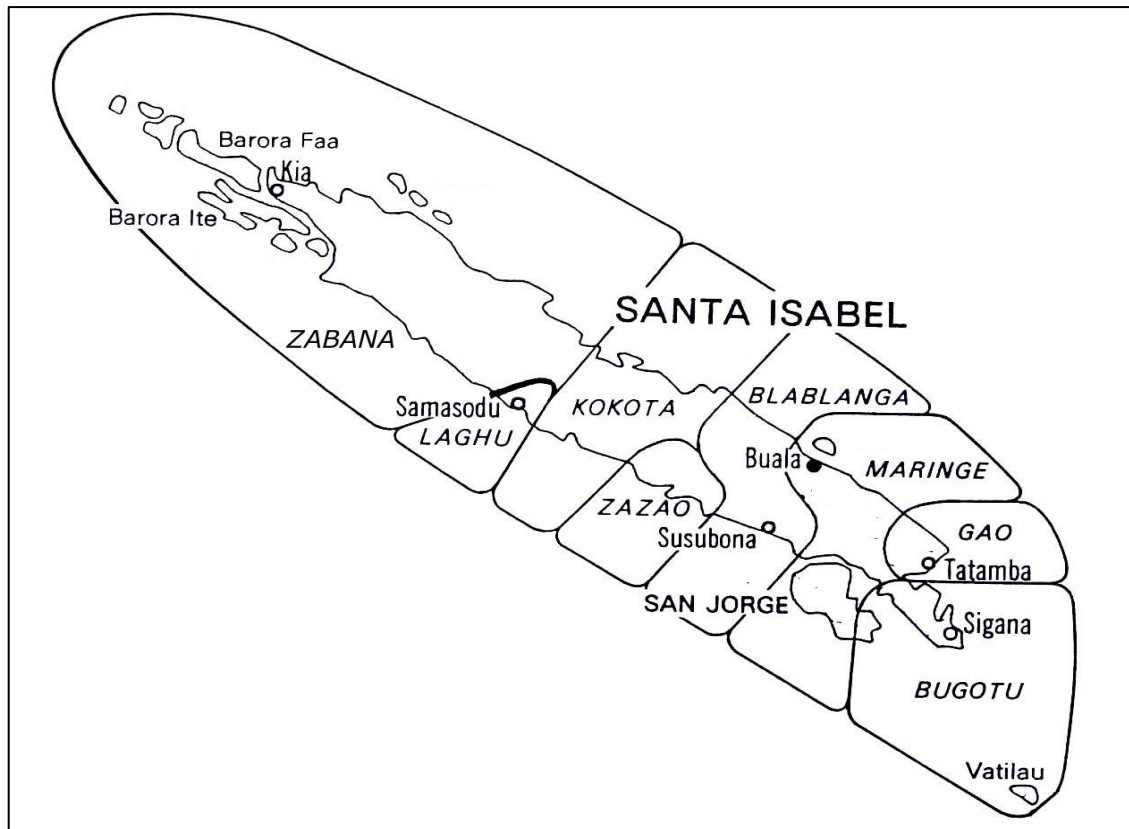 Barora Faa
Kia
Barora Ite
SANTA ISABEL
ZABANA
BLABLANGA
Samasodu
KOKOTA
LAGHU
Buala
MARINGE
ZAZAO
GAO
Susubona
Tatamba
SAN JORGE
Sigana
BUGOTU
Vatilau